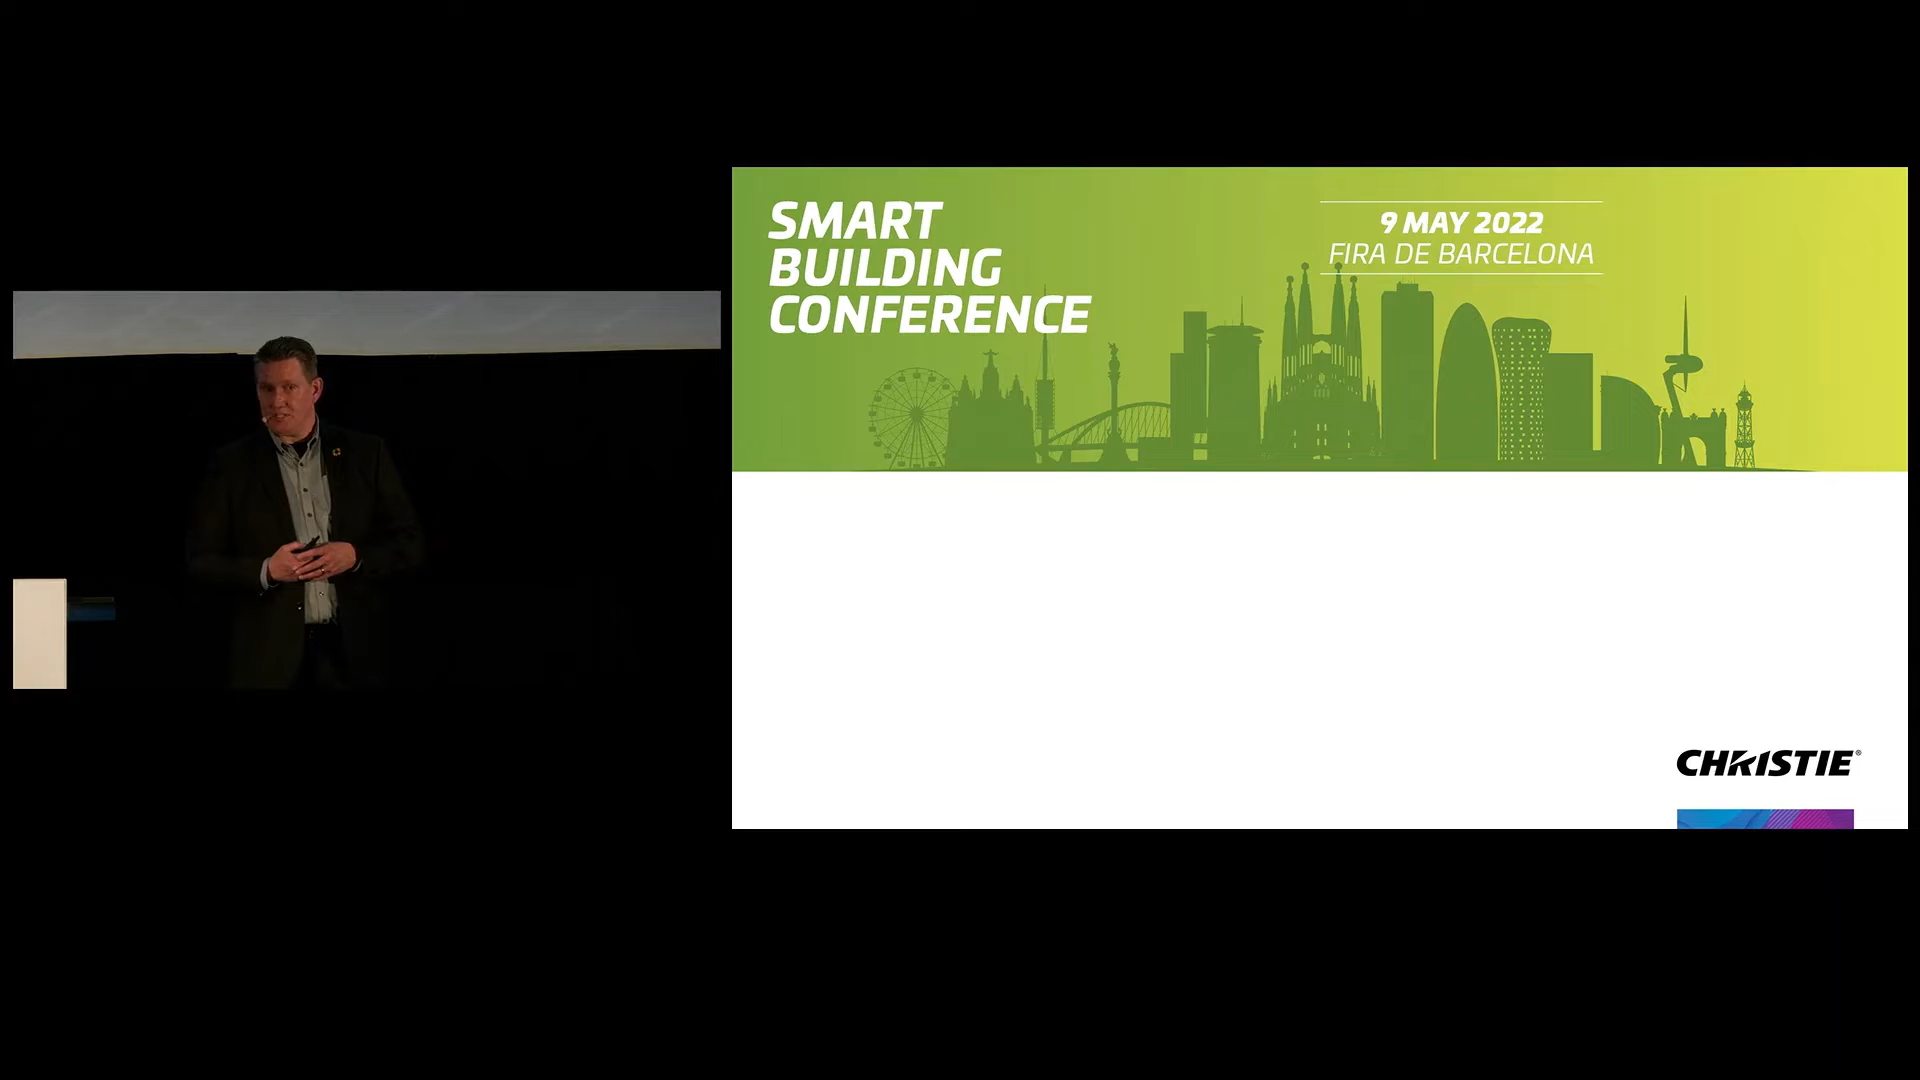 SMART
BUILDING
CONFERENCE
9 MAY 2022
FIRA DE BARCELONA
CHRISTIE®